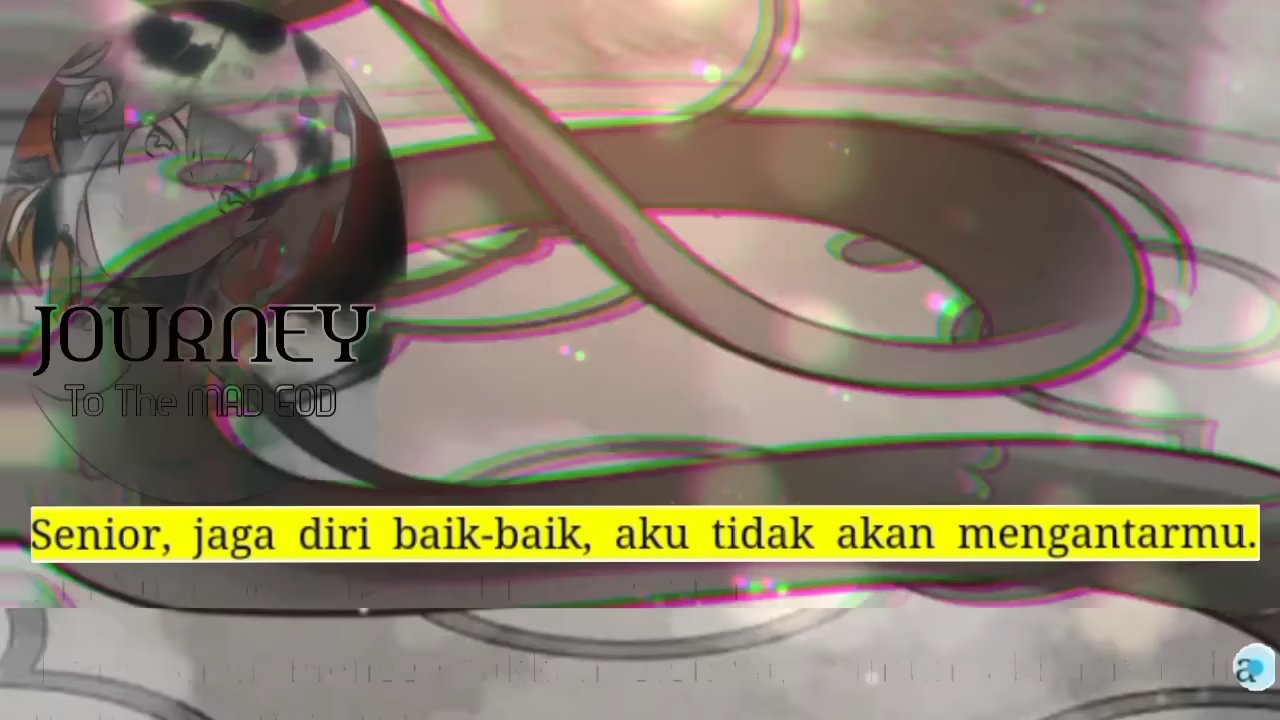 JOURNEY
To The MAD GOD
Senior, jaga diri baik-baik, aku tidak akan mengantarmu.
a